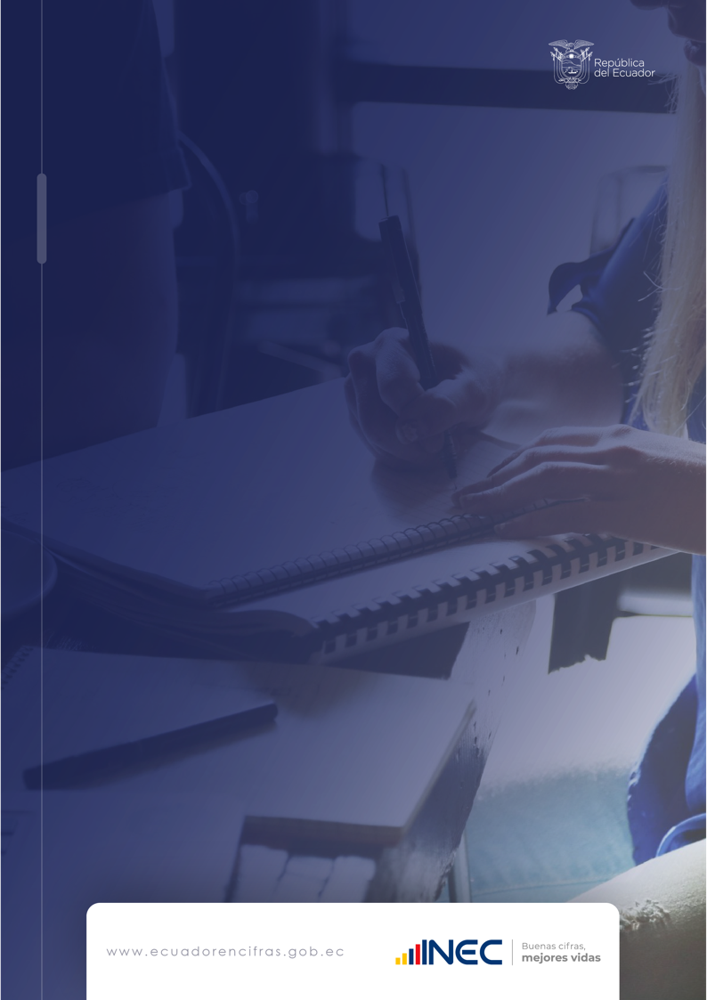 República
del Ecuador
www.ecuadorencifras.gob.ec
INEC
Buenas cifras,
mejores vidas